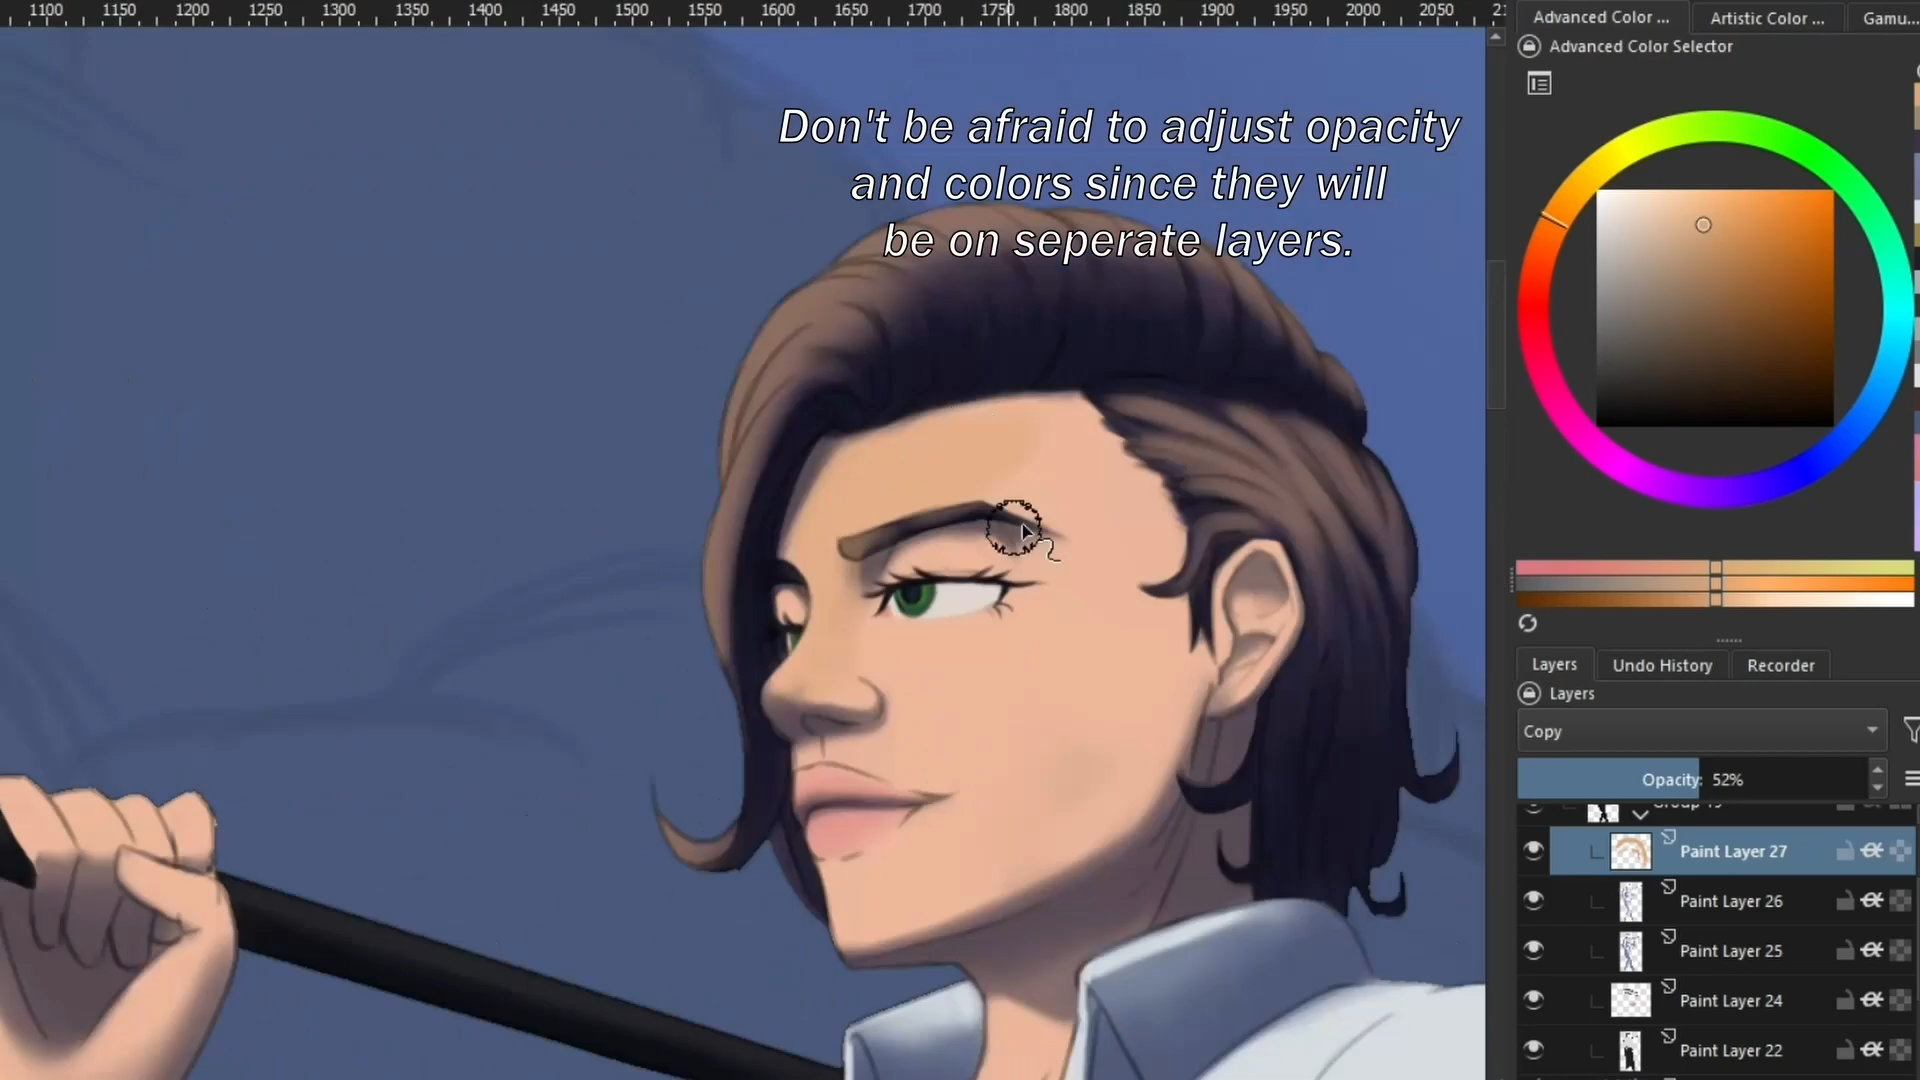 1100 1150 1200 1250 1300 1350 1400 1450 1500 1550 1600 1650 1700 1750 1800 1850 1900 1950 2000 2050
Advanced Color ... Artistic Color ... Gamu...
Advanced Color Selector
Don't be afraid to adjust opacity
and colors since they will
be on seperate layers.
Layers Undo History Recorder
Layers
Copy
Opacity: 52%
Paint Layer 27
Paint Layer 26
Paint Layer 25
Paint Layer 24
Paint Layer 22